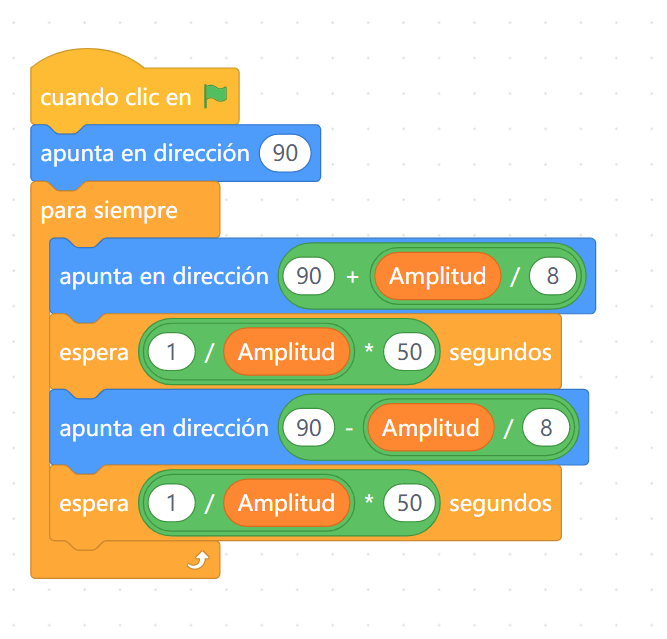 cuando clic en
apunta en dirección 90
para siempre
apunta en dirección 90 + Amplitud / 8
espera 1 / Amplitud * 50 segundos
apunta en dirección 90 - Amplitud / 8
espera 1 / Amplitud * 50 segundos